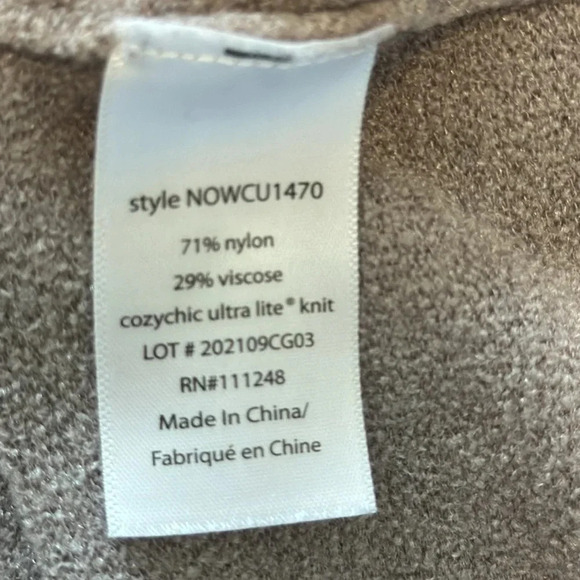 style NOWCU1470
71% nylon
29% viscose
cozychic ultra lite® knit
LOT # 202109CG03
RN#111248
Made In China/
Fabriqué en Chine